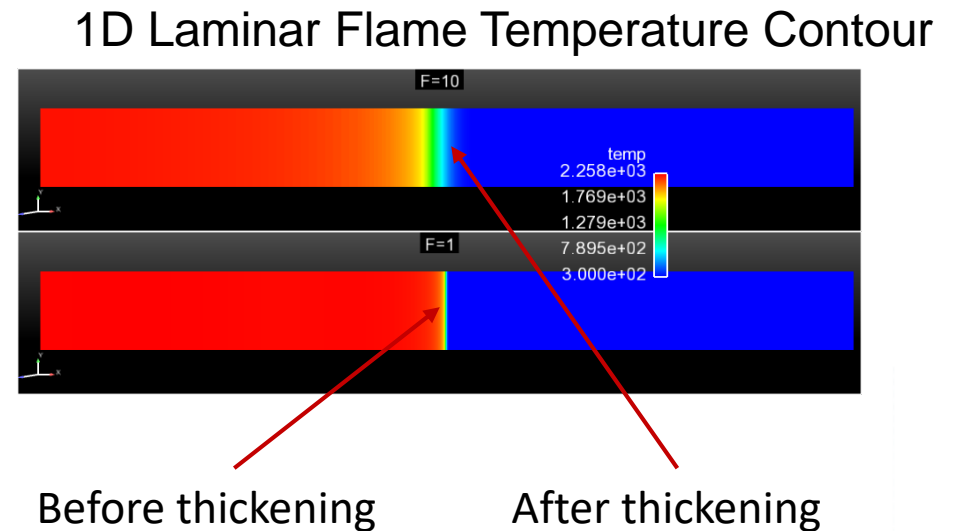 1D Laminar Flame Temperature Contour
F=10
temp
2.258e+03
1.769e+03
1.279e+03
7.895e+02
3.000e+02
Y
X
F=1
Y
X
Before thickening
After thickening